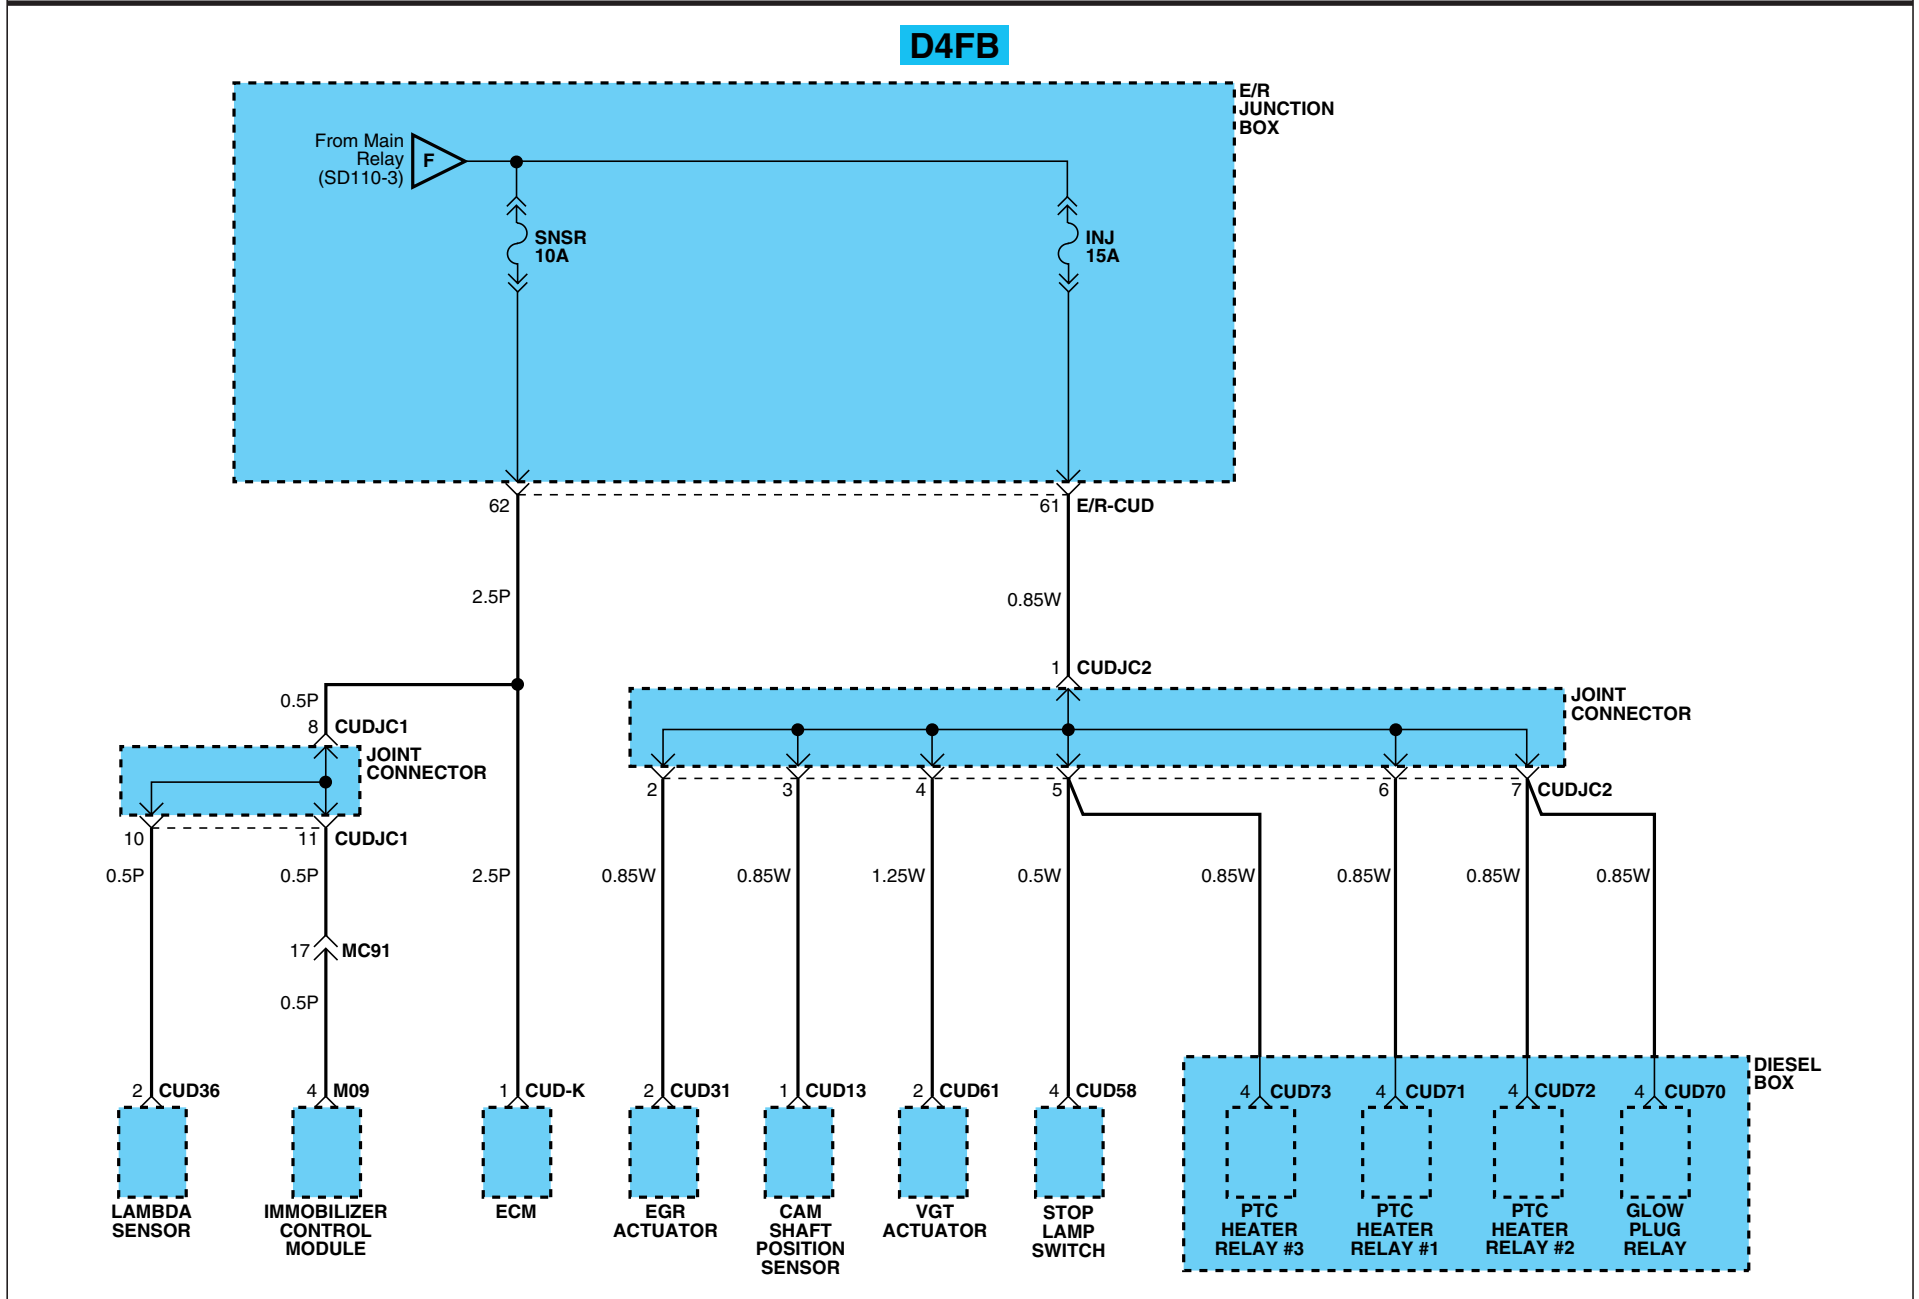 D4FB
E/R
JUNCTION
BOX
From Main
Relay
(SD110-3)
F
SNSR
10A
INJ
15A
62
61 E/R-CUD
2.5P
0.85W
1 CUDJC2
0.5P
8 CUDJC1
JOINT
CONNECTOR
JOINT
CONNECTOR
10
11 CUDJC1
2
3
4
5
6
7 CUDJC2
0.5P
0.5P
2.5P
0.85W
0.85W
1.25W
0.5W
0.85W
0.85W
0.85W
0.85W
17 MC91
0.5P
DIESEL
BOX
2 CUD36
4 M09
1 CUD-K
2 CUD31
1 CUD13
2 CUD61
4 CUD58
4 CUD73
4 CUD71
4 CUD72
4 CUD70
LAMBDA
SENSOR
IMMOBILIZER
CONTROL
MODULE
ECM
EGR
ACTUATOR
CAM
SHAFT
POSITION
SENSOR
VGT
ACTUATOR
STOP
LAMP
SWITCH
PTC
HEATER
RELAY #3
PTC
HEATER
RELAY #1
PTC
HEATER
RELAY #2
GLOW
PLUG
RELAY